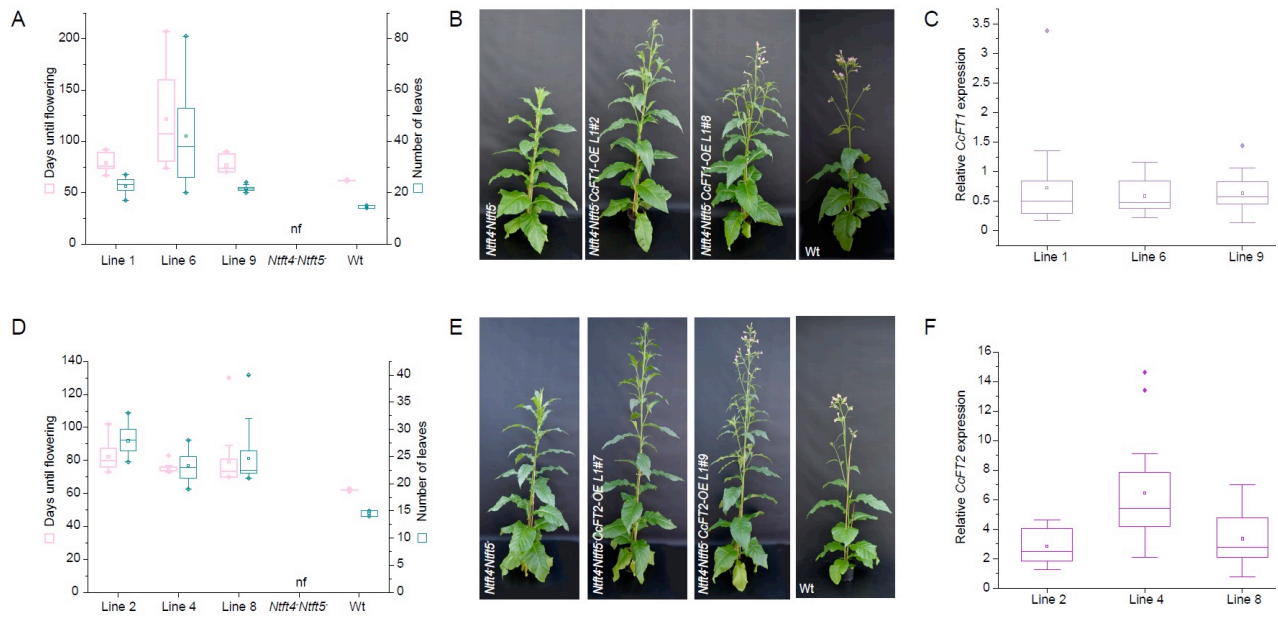 A
Days until flowering
200
150
100
50
0
80
60
40
20
0
Number of leaves
nf
Line 1
Line 6
Line 9
Ntft4-Ntft5-
Wt
B
Ntft4-Ntft5-
Ntft4-Ntft5-CcFT1-OE L1#2
Ntft4-Ntft5-CcFT1-OE L1#8
Wt
C
Relative CcFT1 expression
3.5
3
2.5
2
1.5
1
0.5
0
Line 1
Line 6
Line 9
D
Days until flowering
140
120
100
80
60
40
20
0
40
35
30
25
20
15
10
5
0
Number of leaves
nf
Line 2
Line 4
Line 8
Ntft4-Ntft5-
Wt
E
Ntft4-Ntft5-
Ntft4-Ntft5-CcFT2-OE L1#7
Ntft4-Ntft5-CcFT2-OE L1#9
Wt
F
Relative CcFT2 expression
16
14
12
10
8
6
4
2
0
Line 2
Line 4
Line 8